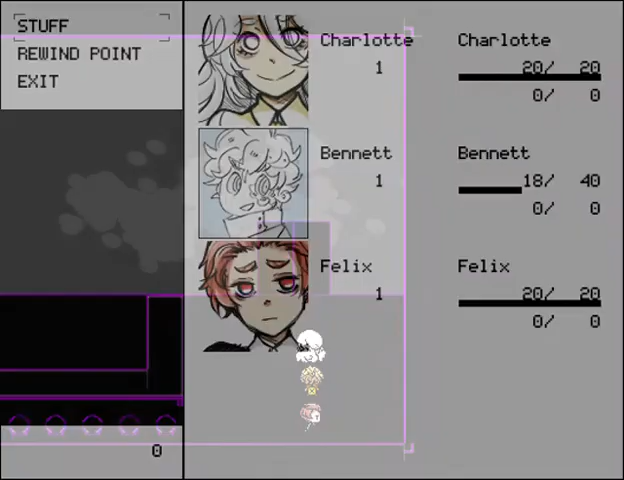 STUFF
REWIND POINT
EXIT
Charlotte
1
Charlotte
20/ 20
0/ 0
Bennett
1
Bennett
18/ 40
0/ 0
Felix
1
Felix
20/ 20
0/ 0
0